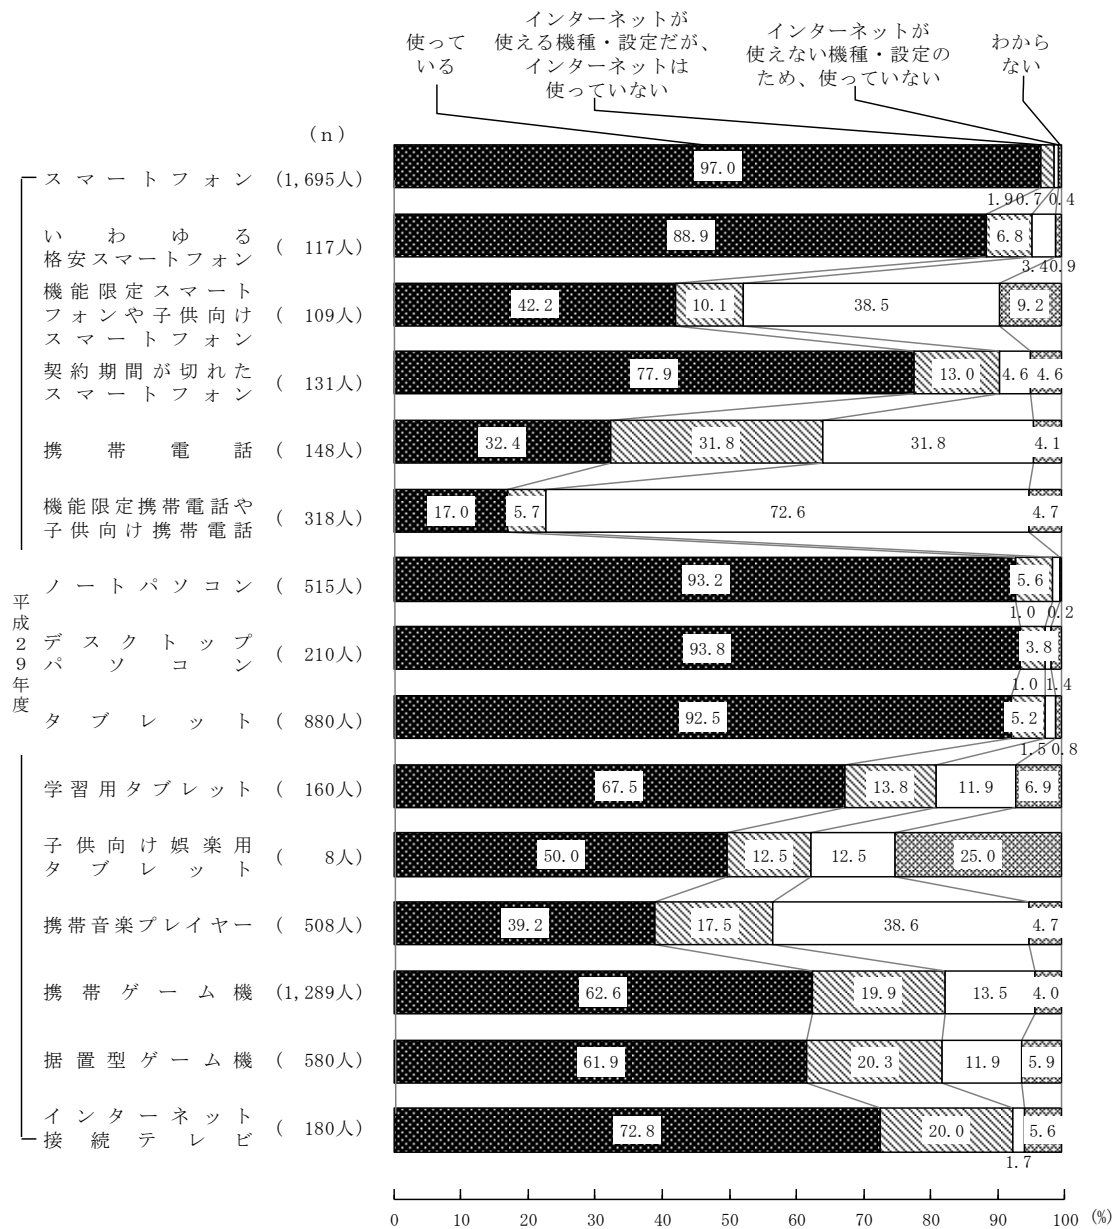 使って
いる
インターネットが
使える機種・設定だが、
インターネットは
使っていない
インターネットが
使えない機種・設定の
ため、使っていない
わから
ない
(n)
スマートフォン (1,695人) 97.0
1.9 0.7 0.4
いわゆる
格安スマートフォン ( 117人) 88.9 6.8
3.4 0.9
機能限定スマート
フォンや子供向け
スマートフォン ( 109人) 42.2 10.1 38.5 9.2
契約期間が切れた
スマートフォン ( 131人) 77.9 13.0 4.6 4.6
携帯電話 ( 148人) 32.4 31.8 31.8 4.1
機能限定携帯電話や
子供向け携帯電話 ( 318人) 17.0 5.7 72.6 4.7
平成29年度
ノートパソコン ( 515人) 93.2 5.6
1.0 0.2
デスクトップ
パソコン ( 210人) 93.8 3.8
1.0 1.4
タブレット ( 880人) 92.5 5.2
1.5 0.8
学習用タブレット ( 160人) 67.5 13.8 11.9 6.9
子供向け娯楽用
タブレット ( 8人) 50.0 12.5 12.5 25.0
携帯音楽プレイヤー ( 508人) 39.2 17.5 38.6 4.7
携帯ゲーム機 (1,289人) 62.6 19.9 13.5 4.0
据置型ゲーム機 ( 580人) 61.9 20.3 11.9 5.9
インターネット
接続テレビ ( 180人) 72.8 20.0 5.6
1.7
0 10 20 30 40 50 60 70 80 90 100 (%)